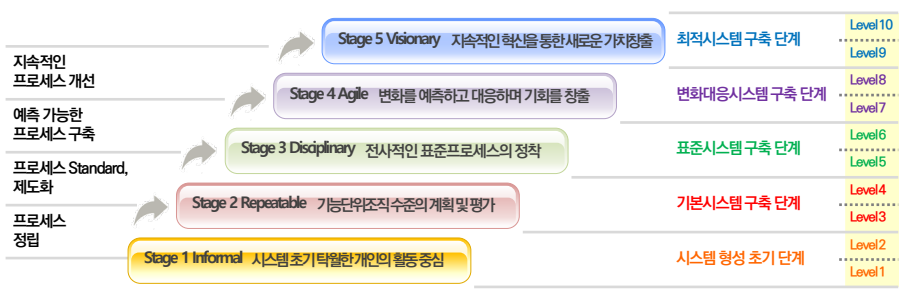 지속적인
프로세스 개선
예측 가능한
프로세스 구축
프로세스 Standard,
제도화
프로세스
정립
Stage 5 Visionary 지속적인 혁신을 통한 새로운 가치창출
Stage 4 Agile 변화를 예측하고 대응하며 기회를 창출
Stage 3 Disciplinary 전사적인 표준프로세스의 정착
Stage 2 Repeatable 기능단위조직 수준의 계획 및 평가
Stage 1 Informal 시스템 초기 탁월한 개인의 활동 중심
최적시스템 구축 단계
변화대응시스템 구축 단계
표준시스템 구축 단계
기본시스템 구축 단계
시스템 형성 초기 단계
Level10
Level9
Level8
Level7
Level6
Level5
Level4
Level3
Level2
Level1